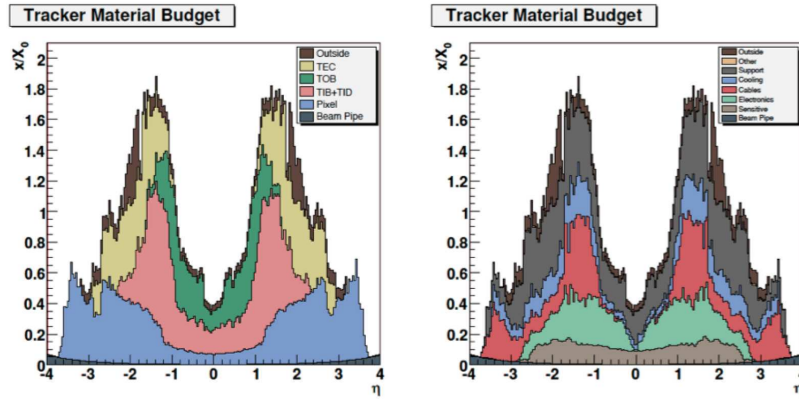 Tracker Material Budget
x/X0
2
1.8
1.6
1.4
1.2
1
0.8
0.6
0.4
0.2
0
-4 -3 -2 -1 0 1 2 3 4
η
Outside
TEC
TOB
TIB+TID
Pixel
Beam Pipe
Tracker Material Budget
x/X0
2
1.8
1.6
1.4
1.2
1
0.8
0.6
0.4
0.2
0
-4 -3 -2 -1 0 1 2 3 4
η
Outside
Other
Support
Cooling
Cables
Electronics
Sensitive
Beam Pipe